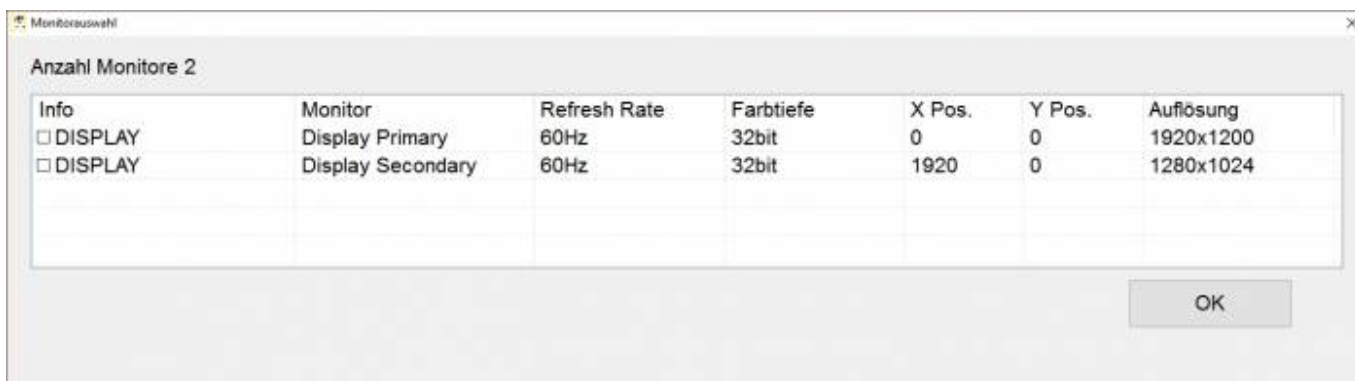 Monitorauswahl
Anzahl Monitore 2
Info Monitor Refresh Rate Farbtiefe X Pos. Y Pos. Auflösung
DISPLAY Display Primary 60Hz 32bit 0 0 1920x1200
DISPLAY Display Secondary 60Hz 32bit 1920 0 1280x1024
OK